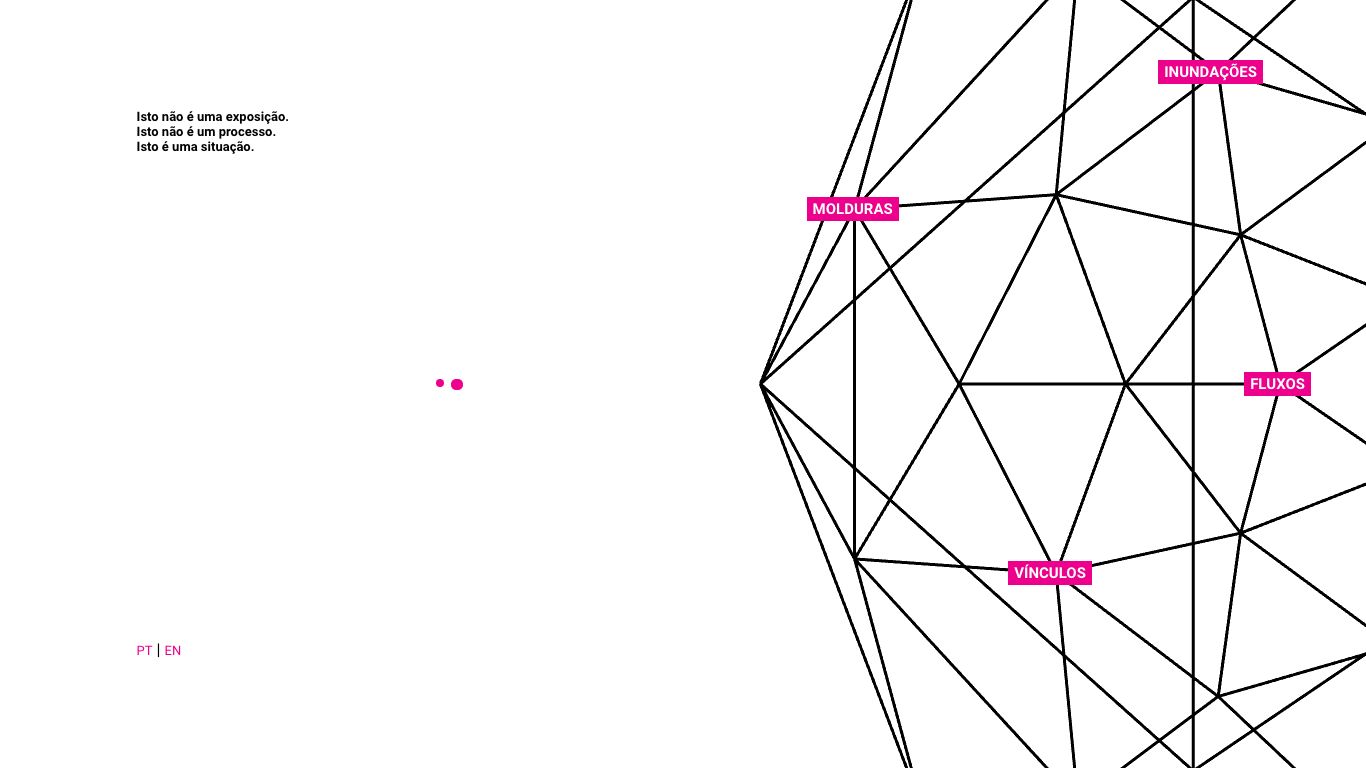 Isto não é uma exposição.
Isto não é um processo.
Isto é uma situação.
INUNDAÇÕES
MOLDURAS
FLUXOS
VÍNCULOS
PT | EN